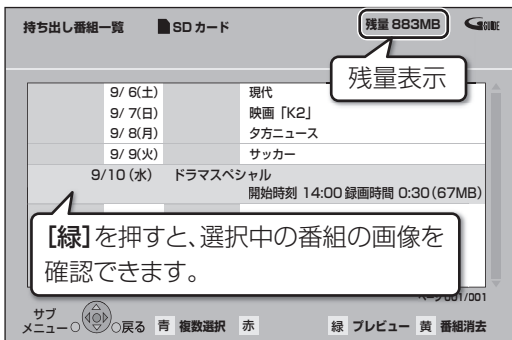 持ち出し番組一覧 SDカード 残量 883MB GGUIDE
残量表示
9/ 6(土) 現代
9/ 7(日) 映画「K2」
9/ 8(月) 夕方ニュース
9/ 9(火) サッカー
9/10(水) ドラマスペシャル
開始時刻 14:00 録画時間 0:30(67MB)
[緑]を押すと、選択中の番組の画像を
確認できます。
ページ 001/001
サブ
メニュー 戻る 青 複数選択 赤 緑 プレビュー 黄 番組消去